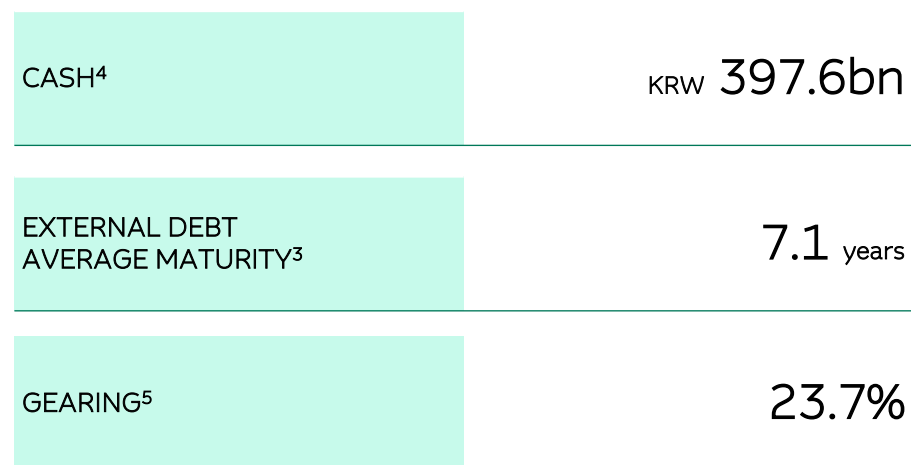 CASH⁴
KRW 397.6bn
EXTERNAL DEBT
AVERAGE MATURITY³
7.1 years
GEARING⁵
23.7%